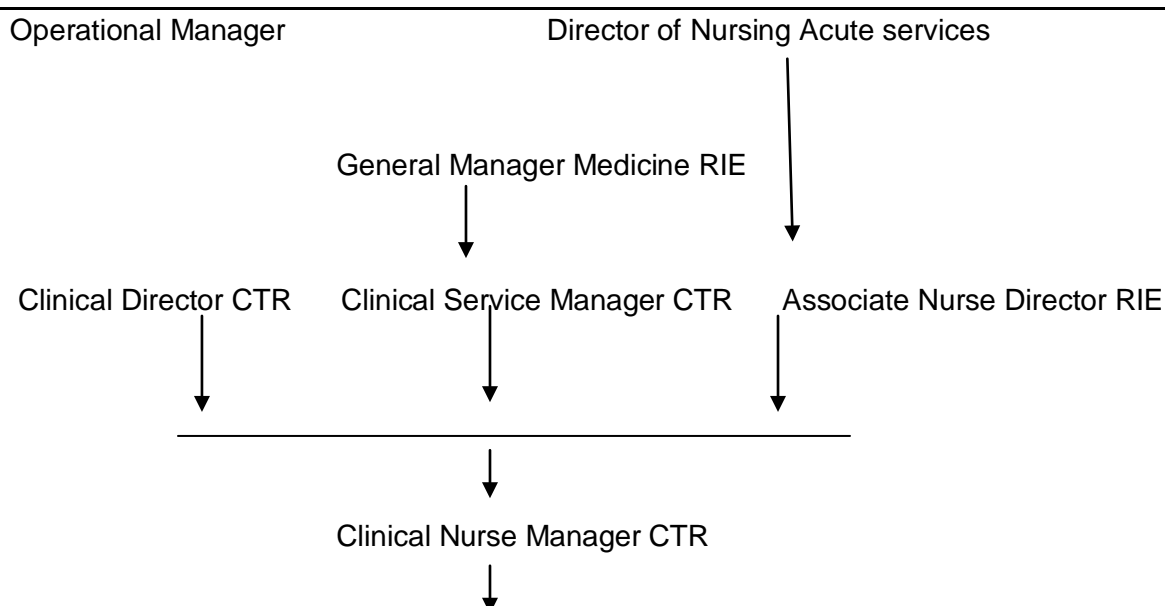 Operational Manager Director of Nursing Acute services
General Manager Medicine RIE
Clinical Director CTR Clinical Service Manager CTR Associate Nurse Director RIE
Clinical Nurse Manager CTR